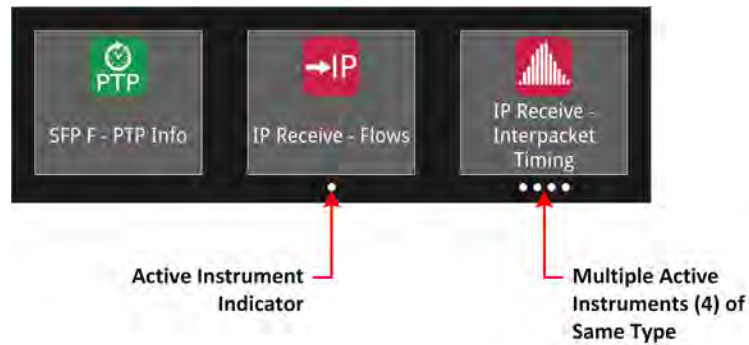 PTP
SFP F - PTP Info
→IP
IP Receive - Flows
IP Receive -
Interpacket
Timing
Active Instrument
Indicator
Multiple Active
Instruments (4) of
Same Type